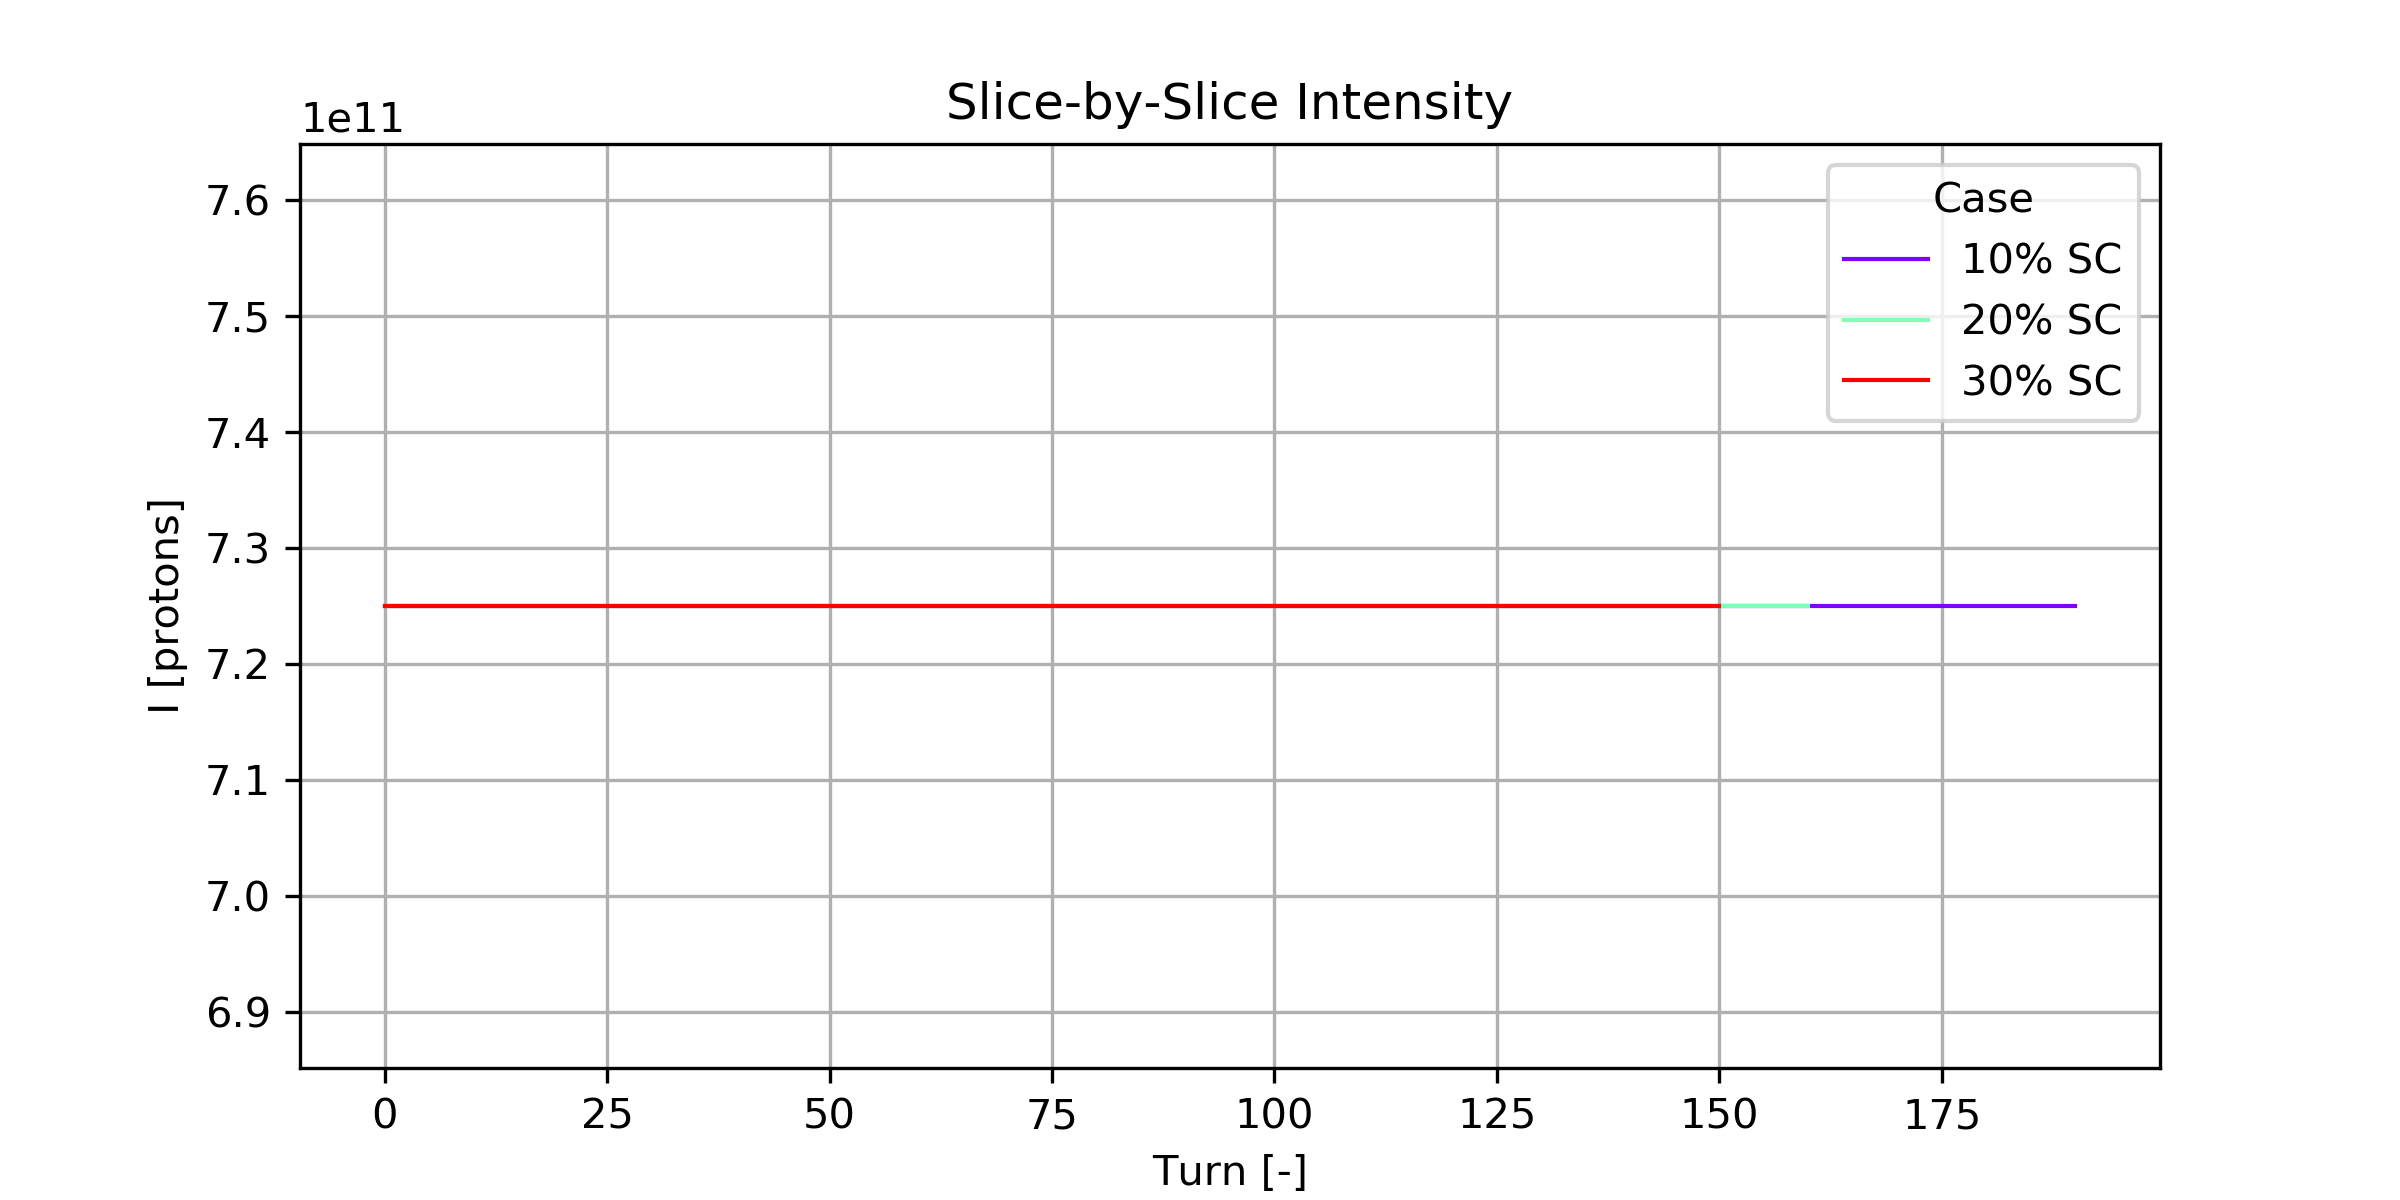 Slice-by-Slice Intensity
1e11
7.6
7.5
7.4
7.3
7.2
7.1
7.0
6.9
I [protons]
Case
10% SC
20% SC
30% SC
0 25 50 75 100 125 150 175
Turn [-]